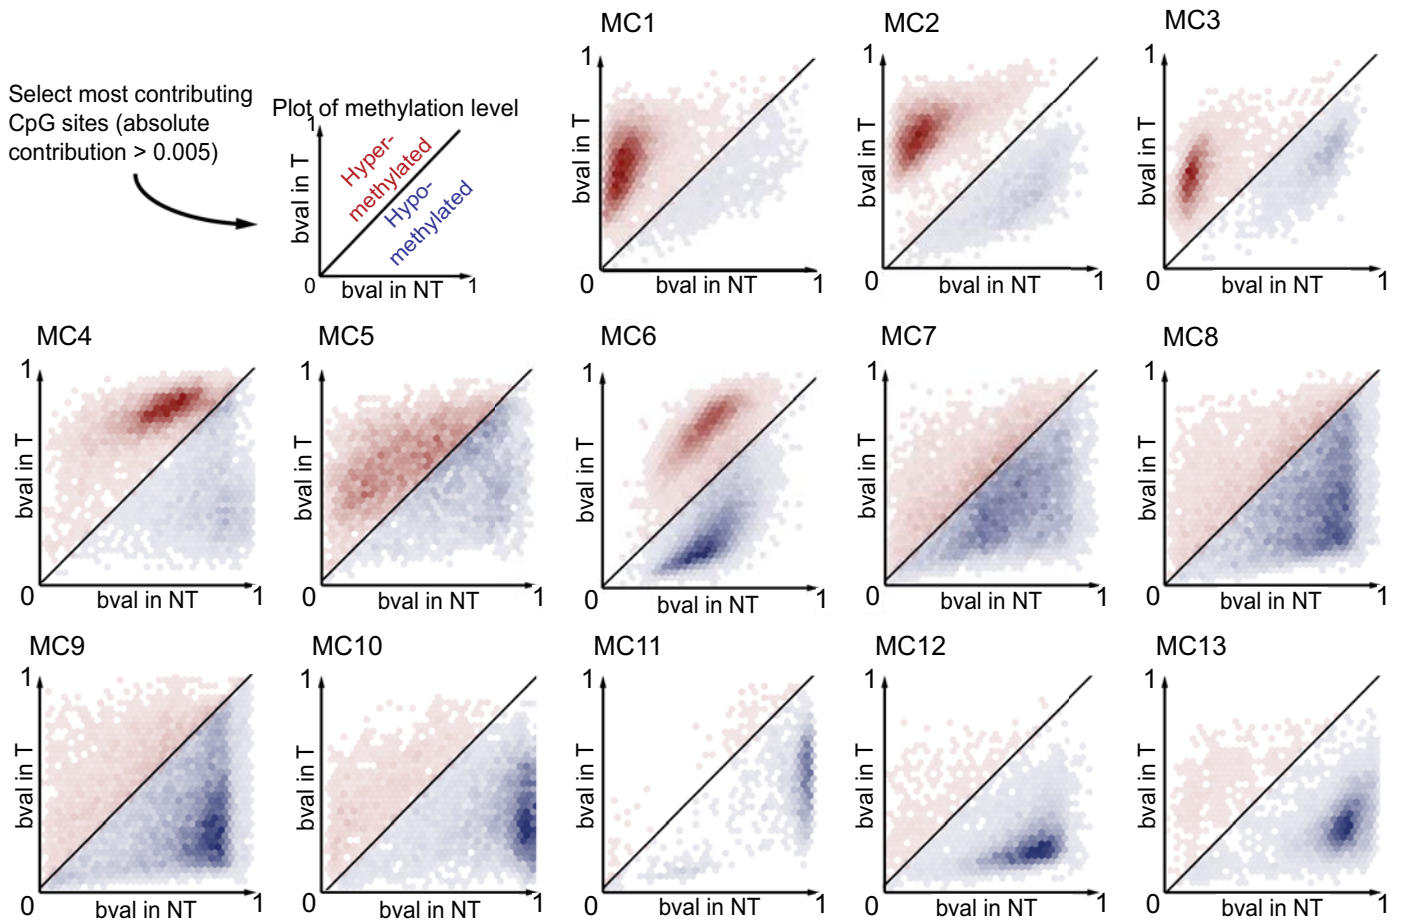 MC1
MC2
MC3
Select most contributing
CpG sites (absolute
contribution > 0.005)
Plot of methylation level
1
bval in T
Hyper-
methylated
Hypo-
methylated
0
bval in NT
1
1
bval in T
0
bval in NT
1
1
bval in T
0
bval in NT
1
1
bval in T
0
bval in NT
1
MC4
MC5
MC6
MC7
MC8
1
bval in T
0
bval in NT
1
1
bval in T
0
bval in NT
1
1
bval in T
0
bval in NT
1
1
bval in T
0
bval in NT
1
1
bval in T
0
bval in NT
1
MC9
MC10
MC11
MC12
MC13
1
bval in T
0
bval in NT
1
1
bval in T
0
bval in NT
1
1
bval in T
0
bval in NT
1
1
bval in T
0
bval in NT
1
1
bval in T
0
bval in NT
1